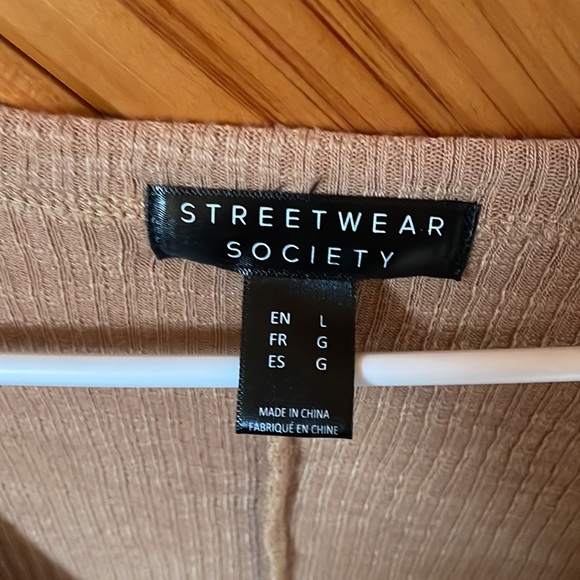 STREETWEAR
SOCIETY
EN L
FR G
ES G
MADE IN CHINA
FABRIQUÉ EN CHINE